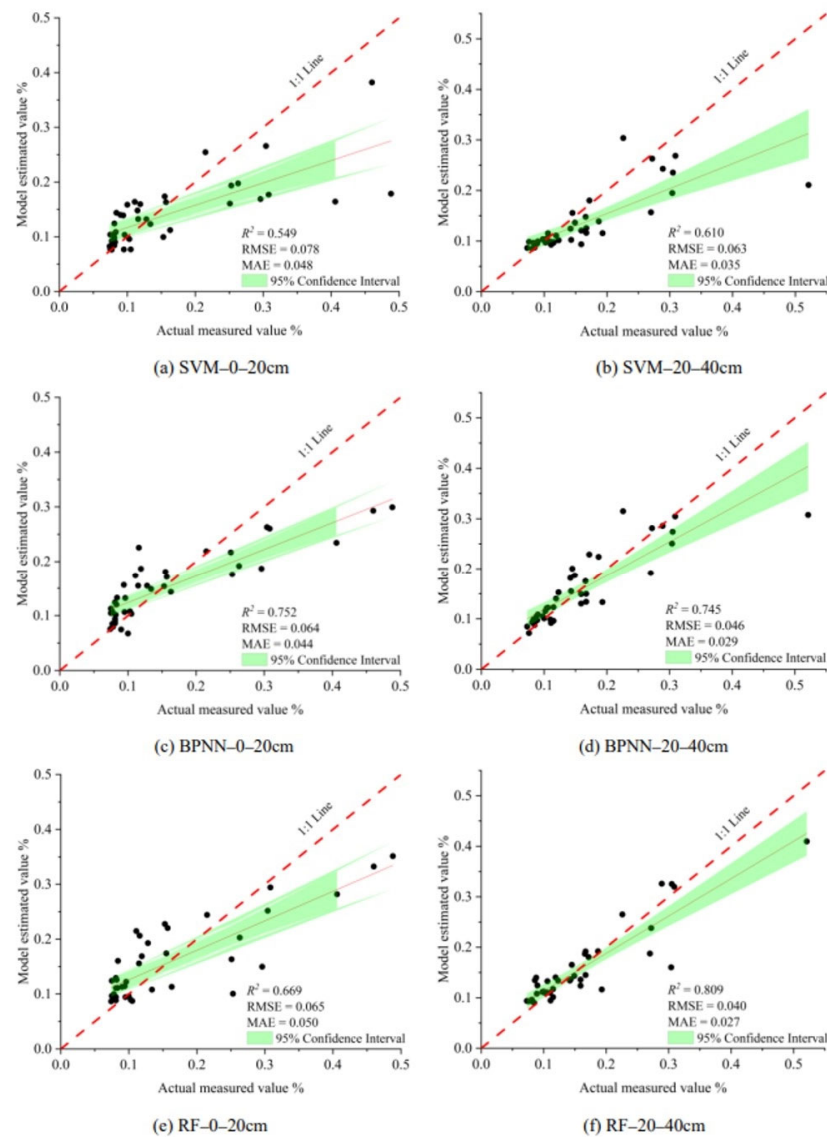 0.5
0.4
0.3
0.2
0.1
0.0
Model estimated value %
1:1 Line
R² = 0.549
RMSE = 0.078
MAE = 0.048
95% Confidence Interval
0.0 0.1 0.2 0.3 0.4 0.5
Actual measured value %
(a) SVM–0–20cm
0.5
0.4
0.3
0.2
0.1
0.0
Model estimated value %
1:1 Line
R² = 0.610
RMSE = 0.063
MAE = 0.035
95% Confidence Interval
0.0 0.1 0.2 0.3 0.4 0.5
Actual measured value %
(b) SVM–20–40cm
0.5
0.4
0.3
0.2
0.1
0.0
Model estimated value %
1:1 Line
R² = 0.752
RMSE = 0.064
MAE = 0.044
95% Confidence Interval
0.0 0.1 0.2 0.3 0.4 0.5
Actual measured value %
(c) BPNN–0–20cm
0.5
0.4
0.3
0.2
0.1
0.0
Model estimated value %
1:1 Line
R² = 0.745
RMSE = 0.046
MAE = 0.029
95% Confidence Interval
0.0 0.1 0.2 0.3 0.4 0.5
Actual measured value %
(d) BPNN–20–40cm
0.5
0.4
0.3
0.2
0.1
0.0
Model estimated value %
1:1 Line
R² = 0.669
RMSE = 0.065
MAE = 0.050
95% Confidence Interval
0.0 0.1 0.2 0.3 0.4 0.5
Actual measured value %
(e) RF–0–20cm
0.5
0.4
0.3
0.2
0.1
0.0
Model estimated value %
1:1 Line
R² = 0.809
RMSE = 0.040
MAE = 0.027
95% Confidence Interval
0.0 0.1 0.2 0.3 0.4 0.5
Actual measured value %
(f) RF–20–40cm